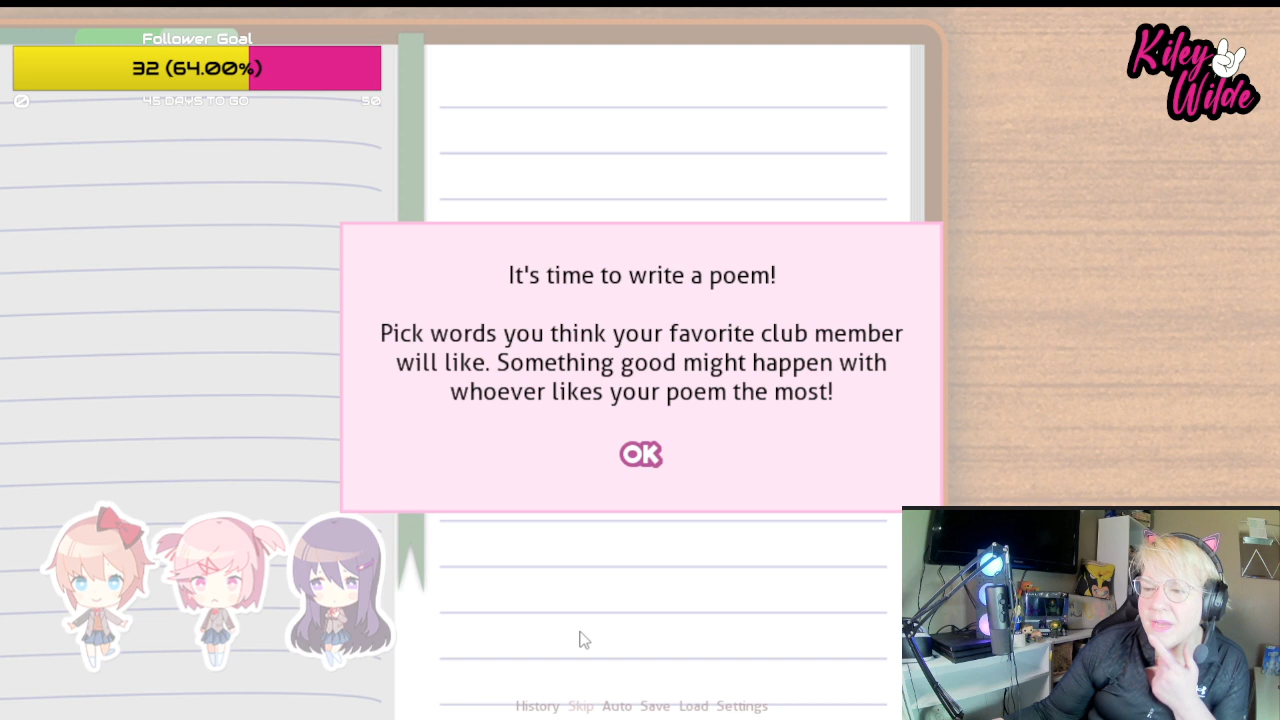 Follower Goal
32 (64.00%)
0
45 DAYS TO GO
50
Kiley
Wilde
It's time to write a poem!
Pick words you think your favorite club member
will like. Something good might happen with
whoever likes your poem the most!
OK
History Skip Auto Save Load Settings